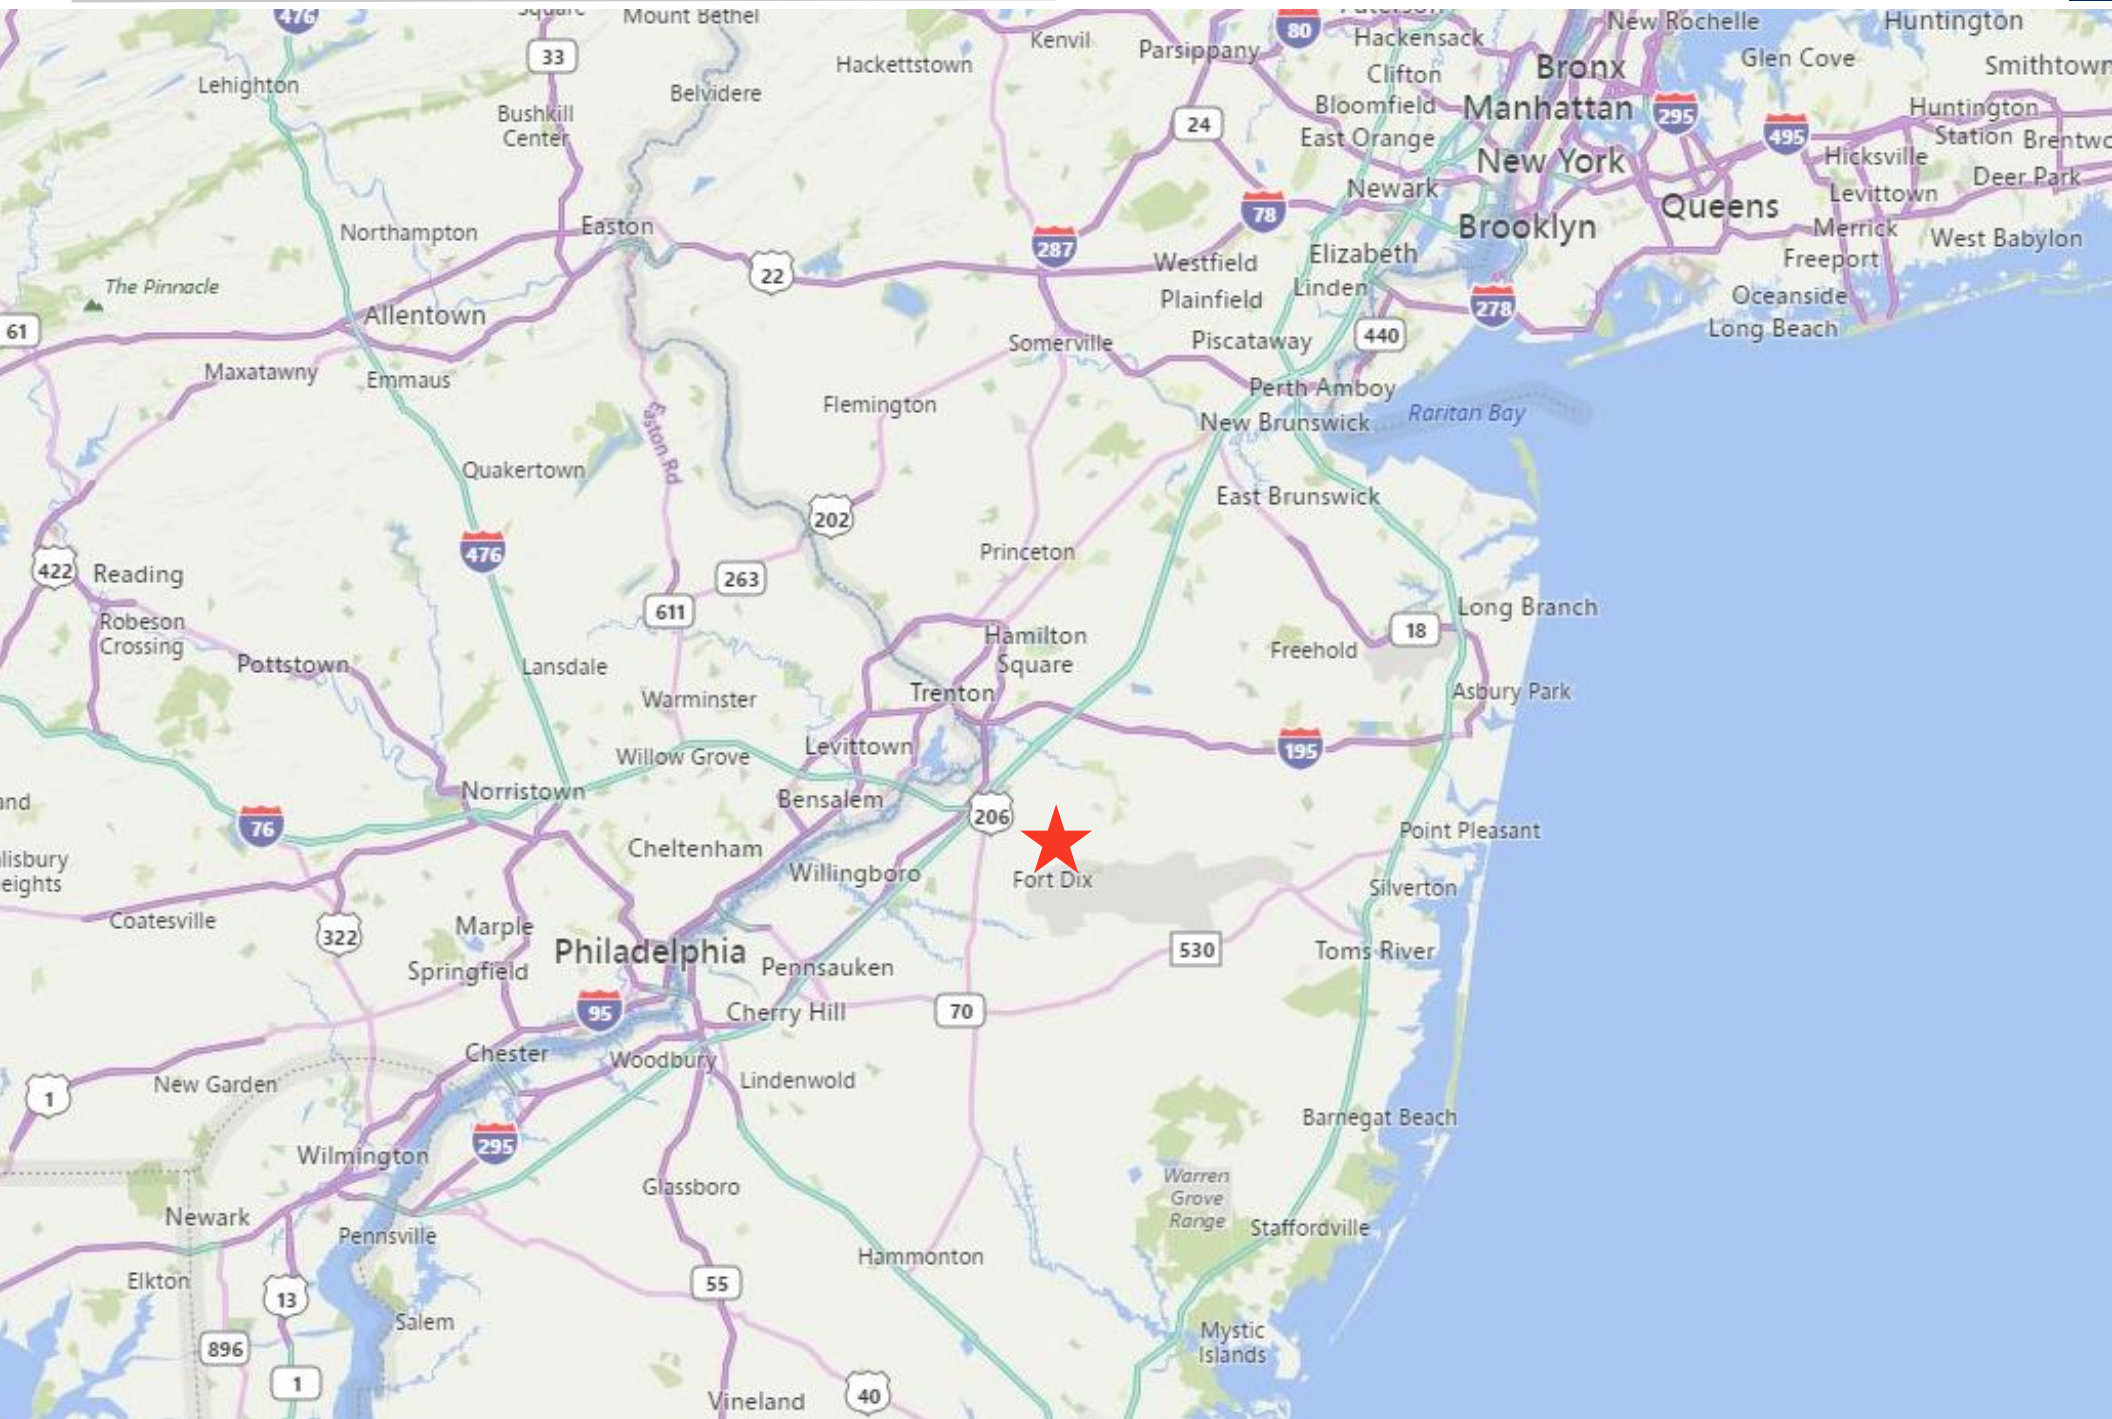 476
Square
Mount Bethel
33
Kenvil
80
Paterson
Hackensack
New Rochelle
Huntington
Parsippany
Hackettstown
Clifton
Bronx
Glen Cove
Smithtown
Lehighton
Belvidere
Bloomfield
Manhattan
295
Huntington
Station
Bushkill
Center
24
East Orange
495
Brentwo
Hicksville
New York
Newark
Deer Park
Levittown
78
Queens
Northampton
Easton
287
Brooklyn
Merrick
West Babylon
22
Westfield
Elizabeth
Freeport
The Pinnacle
Plainfield
Linden
Oceanside
278
Long Beach
61
Allentown
Somerville
Piscataway
440
Maxatawny
Emmaus
Perth Amboy
Flemington
New Brunswick
Raritan Bay
Easton Rd
Quakertown
East Brunswick
202
476
Princeton
422
Reading
263
611
Long Branch
Robeson
Crossing
18
Hamilton
Square
Freehold
Pottstown
Lansdale
Warminster
Trenton
Asbury Park
Levittown
195
Willow Grove
Norristown
Bensalem
and
206
76
Point Pleasant
Cheltenham
lisbury
eights
Willingboro
Fort Dix
Silverton
Coatesville
Marple
322
Philadelphia
530
Toms River
Springfield
Pennsauken
95
Cherry Hill
70
Chester
Woodbury
Lindenwold
1
New Garden
Barnegat Beach
295
Wilmington
Warren
Grove
Range
Glassboro
Newark
Pennsville
Staffordville
Hammonton
Elkton
55
13
Salem
Mystic
Islands
896
1
Vineland
40